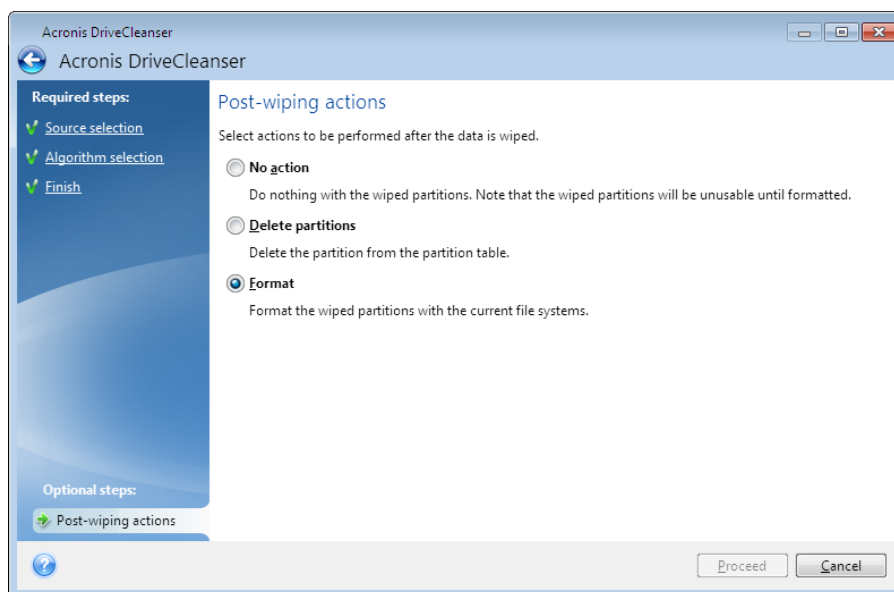 Acronis DriveCleanser
Acronis DriveCleanser
Required steps:
Source selection
Algorithm selection
Finish
Post-wiping actions
Select actions to be performed after the data is wiped.
No action
Do nothing with the wiped partitions. Note that the wiped partitions will be unusable until formatted.
Delete partitions
Delete the partition from the partition table.
Format
Format the wiped partitions with the current file systems.
Optional steps:
Post-wiping actions
?
Proceed
Cancel